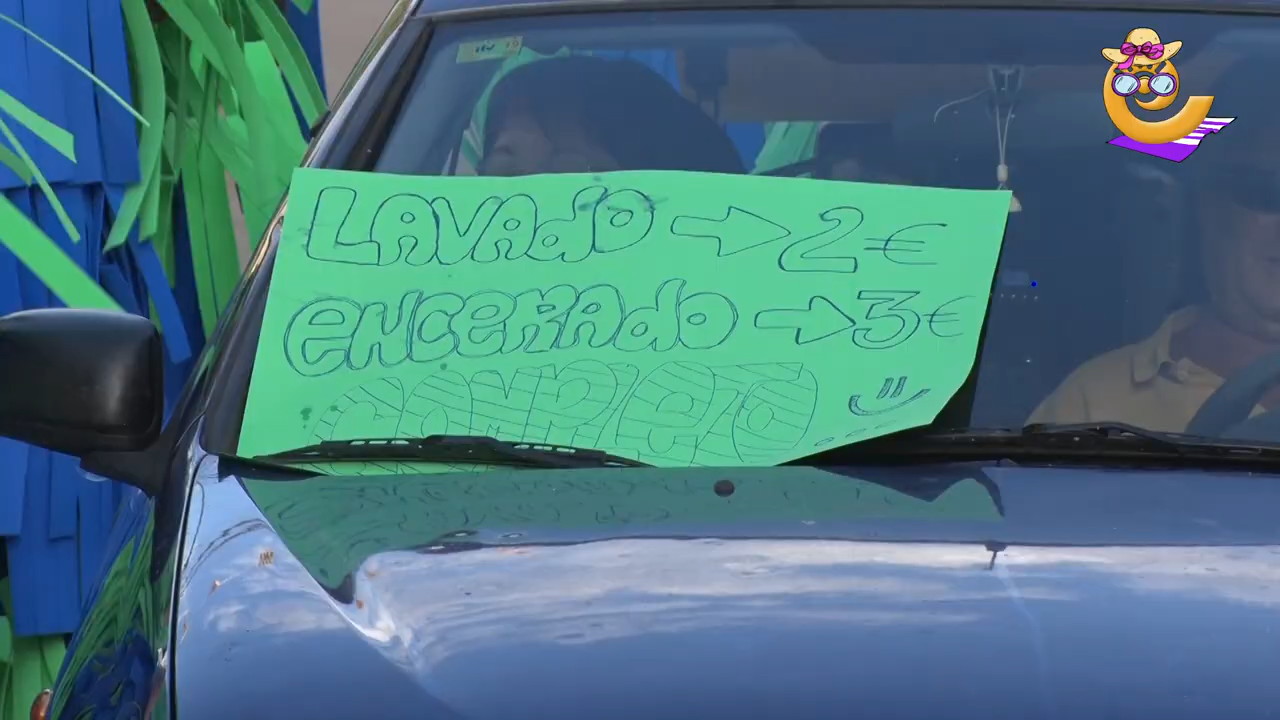 LAVAdO → 2€
ENCERAdO → 3€
COMPLETO ....